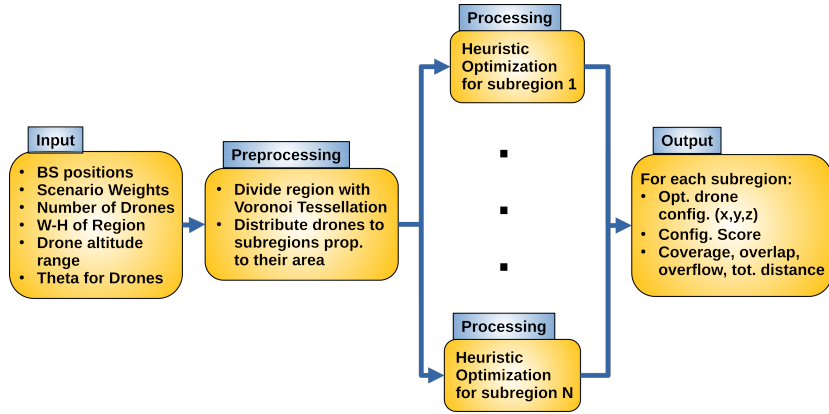 Input
• BS positions
• Scenario Weights
• Number of Drones
• W-H of Region
• Drone altitude
range
• Theta for Drones
Preprocessing
• Divide region with
Voronoi Tessellation
• Distribute drones to
subregions prop.
to their area
Processing
Heuristic
Optimization
for subregion 1
Processing
Heuristic
Optimization
for subregion N
Output
For each subregion:
• Opt. drone
config. (x,y,z)
• Config. Score
• Coverage, overlap,
overflow, tot. distance